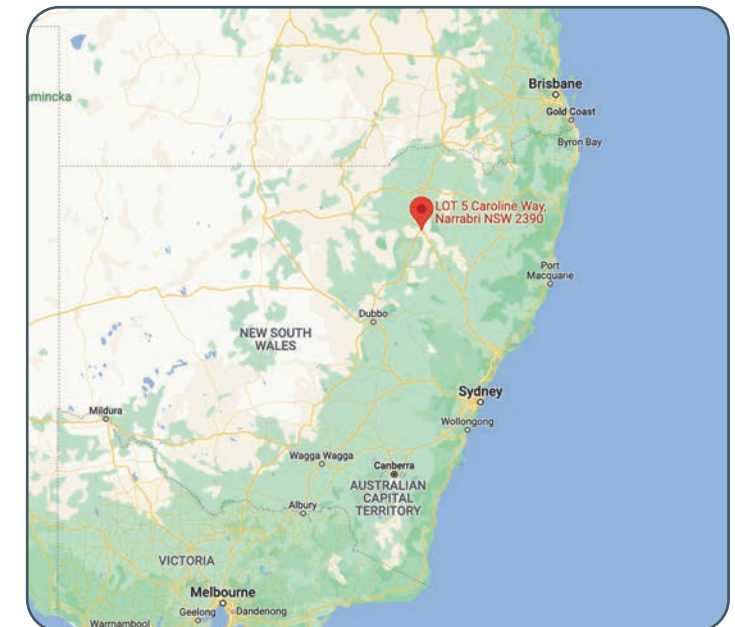 Brisbane
umincka
Gold Coast
Byron Bay
LOT 5 Caroline Way,
Narrabri NSW 2390
Port
Macquarie
Dubbo
NEW SOUTH
WALES
Sydney
Mildura
Wollongong
Wagga Wagga
Canberra
AUSTRALIAN
CAPITAL
TERRITORY
Albury
VICTORIA
Melbourne
Geelong
Dandenong
Warrnambool